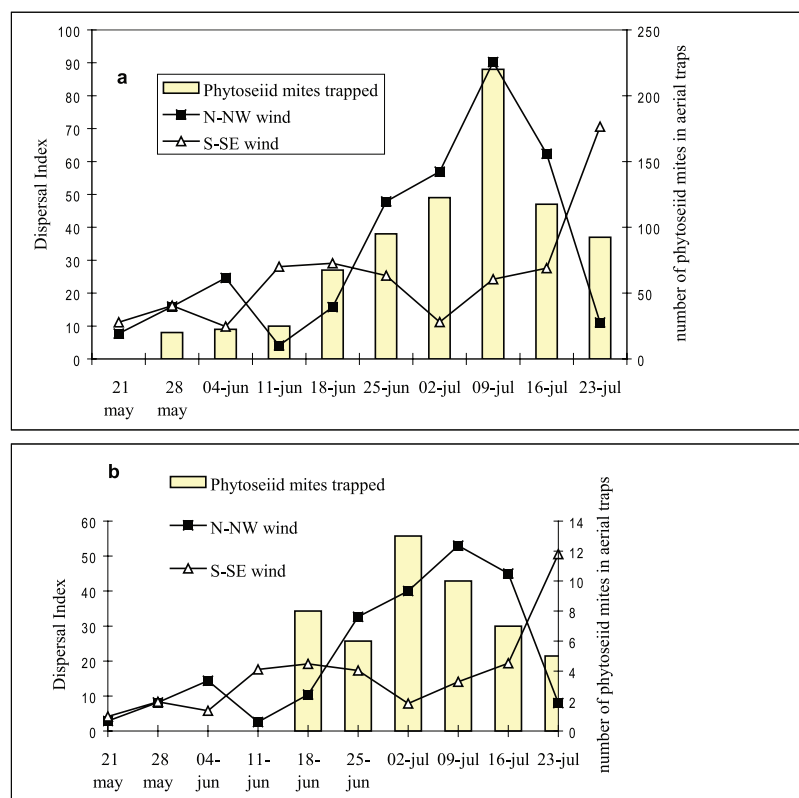 a
Phytoseiid mites trapped
N-NW wind
S-SE wind
Dispersal Index
100
90
80
70
60
50
40
30
20
10
0
250
200
150
100
50
0
number of phytoseiid mites in aerial traps
21 may
28 may
04-jun
11-jun
18-jun
25-jun
02-jul
09-jul
16-jul
23-jul
b
Phytoseiid mites trapped
N-NW wind
S-SE wind
Dispersal Index
60
50
40
30
20
10
0
14
12
10
8
6
4
2
0
number of phytoseiid mites in aerial traps
21 may
28 may
04-jun
11-jun
18-jun
25-jun
02-jul
09-jul
16-jul
23-jul